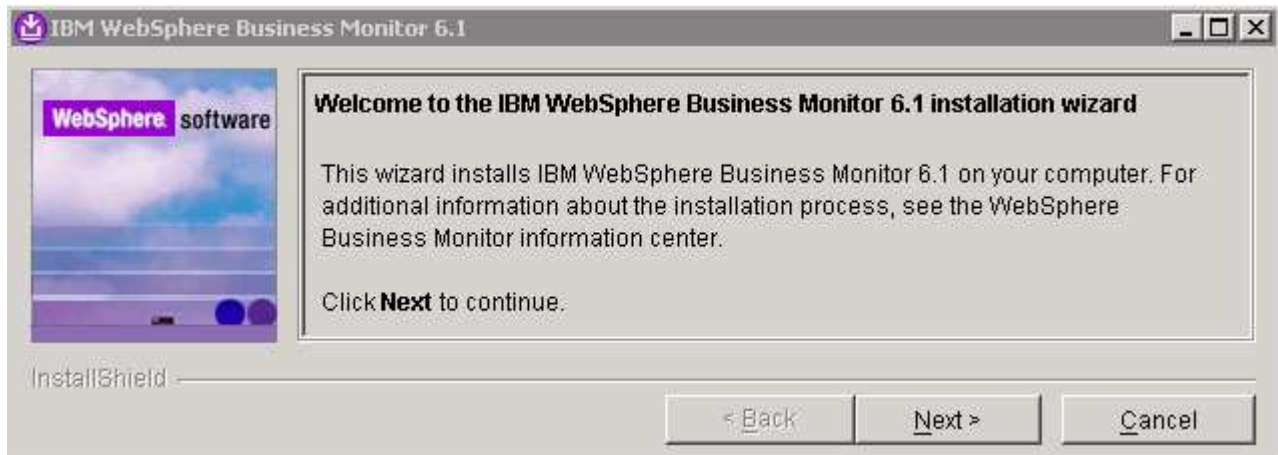 IBM WebSphere Business Monitor 6.1
WebSphere software
Welcome to the IBM WebSphere Business Monitor 6.1 installation wizard
This wizard installs IBM WebSphere Business Monitor 6.1 on your computer. For
additional information about the installation process, see the WebSphere
Business Monitor information center.
Click Next to continue.
InstallShield
< Back
Next >
Cancel